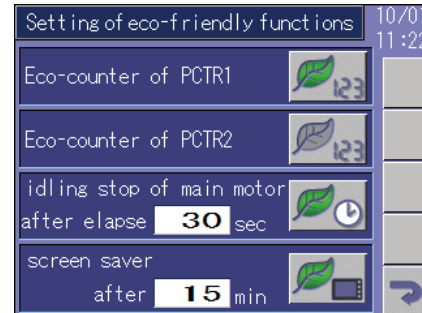 Setting of eco-friendly functions
10/01
11:22
Eco-counter of PCTR1
123
Eco-counter of PCTR2
123
idling stop of main motor
after elapse 30 sec
screen saver
after 15 min